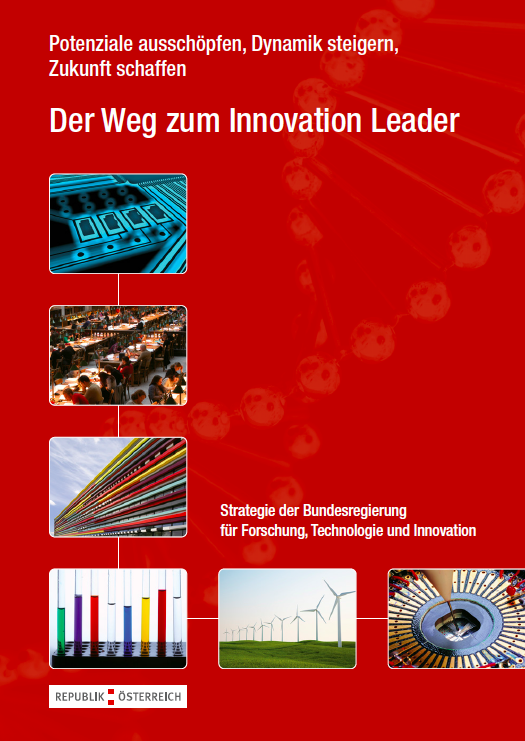 Potenziale ausschöpfen, Dynamik steigern,
Zukunft schaffen
Der Weg zum Innovation Leader
Strategie der Bundesregierung
für Forschung, Technologie und Innovation
REPUBLIK ÖSTERREICH